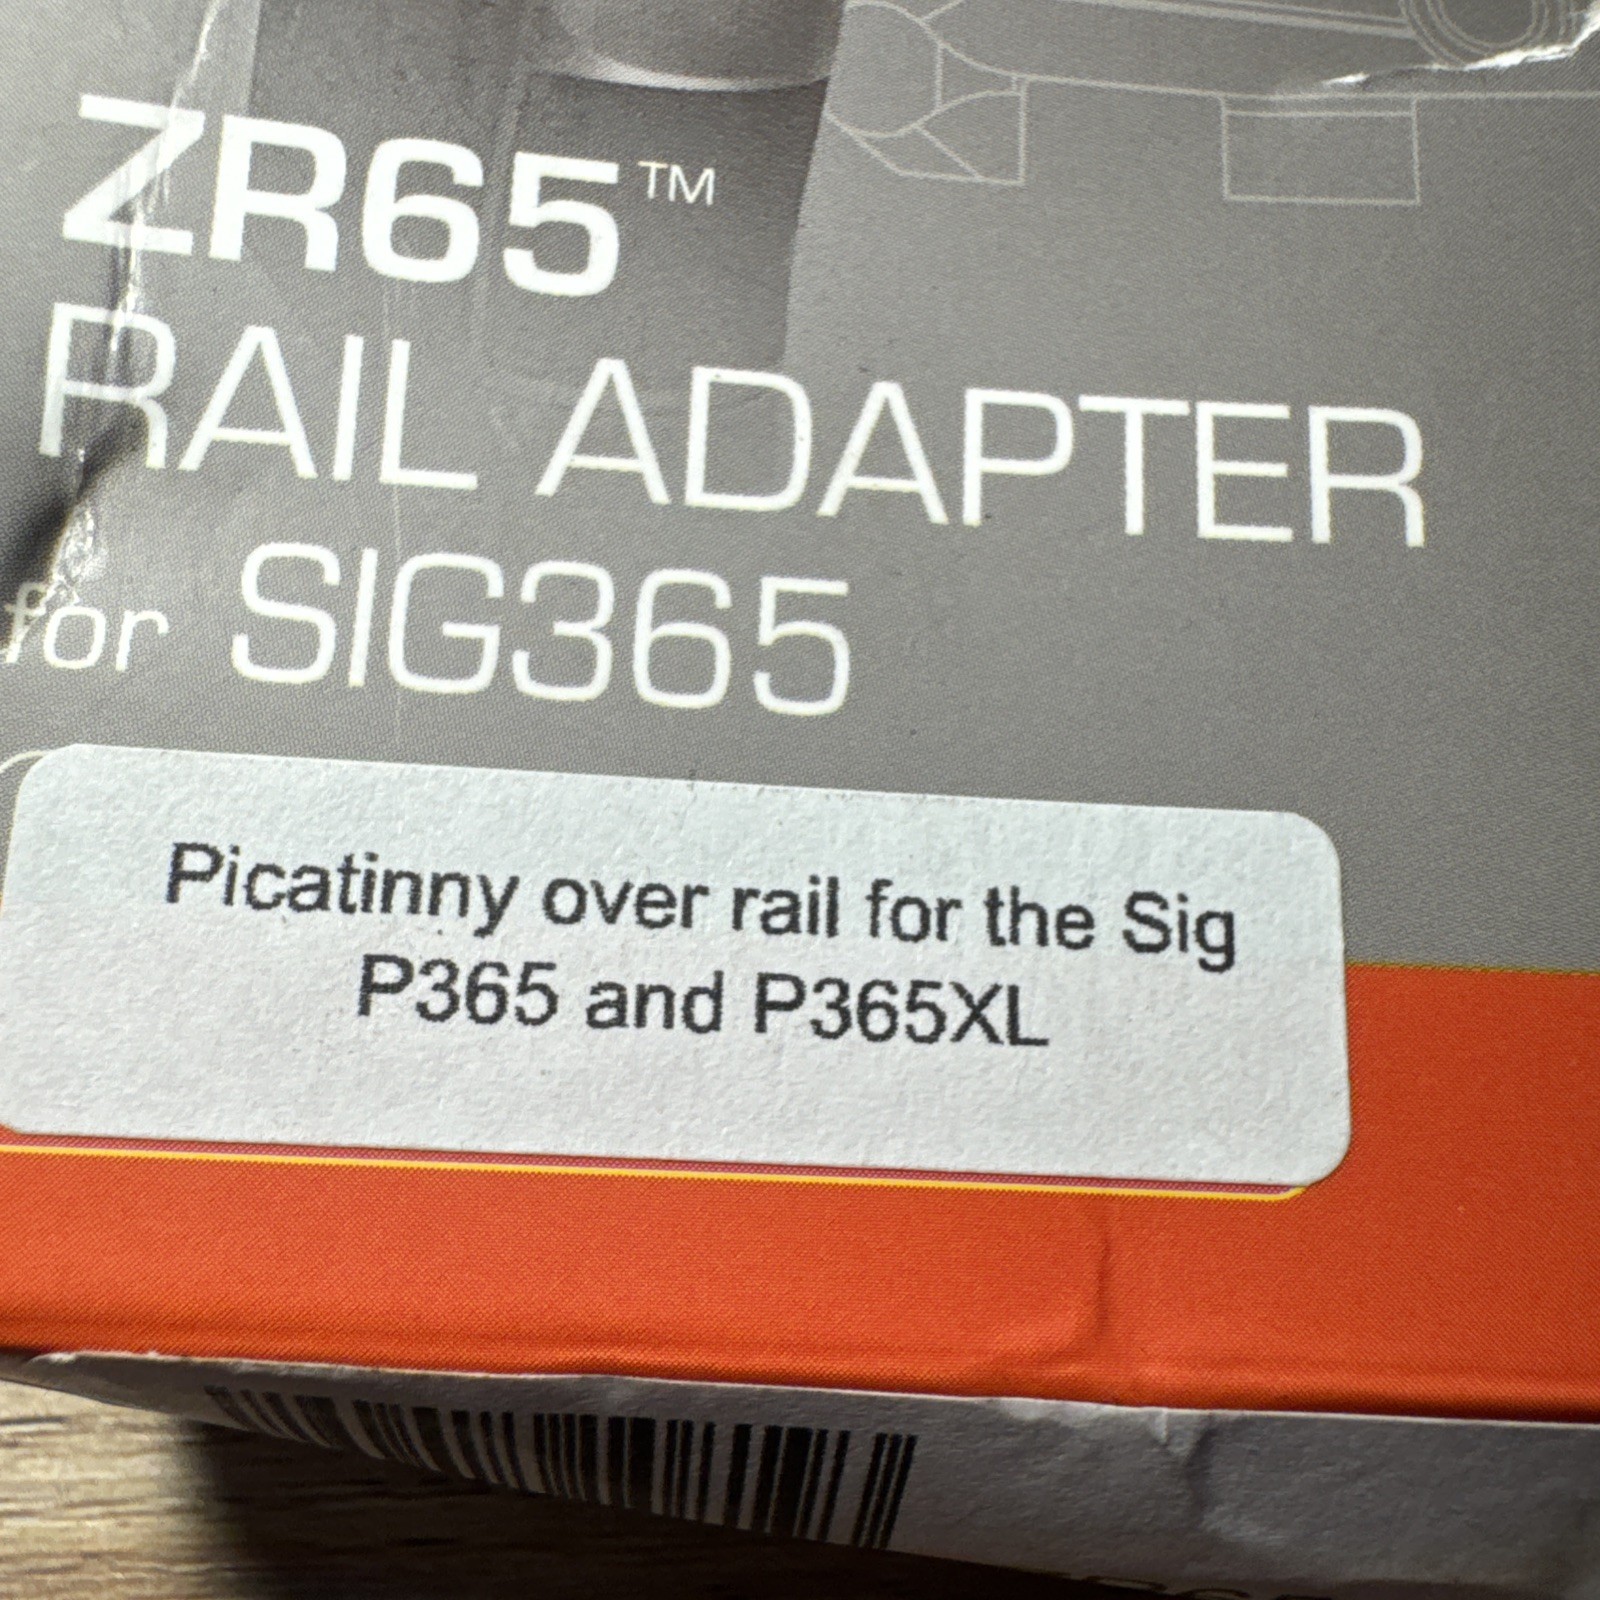 ZR65™
RAIL ADAPTER
for SIG365
Picatinny over rail for the Sig
P365 and P365XL